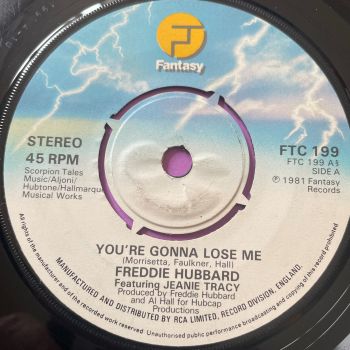 Fantasy
STEREO
45 RPM
Scorpion Tales
Music/Aljoni/
Hubtone/Hallmarque
Musical Works
FTC 199
FTC 199 A
SIDE A
℗ 1981 Fantasy
Records
YOU'RE GONNA LOSE ME
(Morrisetta, Faulkner, Hall)
FREDDIE HUBBARD
Featuring JEANIE TRACY
Produced by Freddie Hubbard
and Al Hall for Hubcap
Productions
All rights of the manufacturer and of the owner of the recorded work reserved. Unauthorised public performance, broadcasting and copying of this record prohibited.
MANUFACTURED AND DISTRIBUTED BY RCA LIMITED, RECORD DIVISION, ENGLAND.